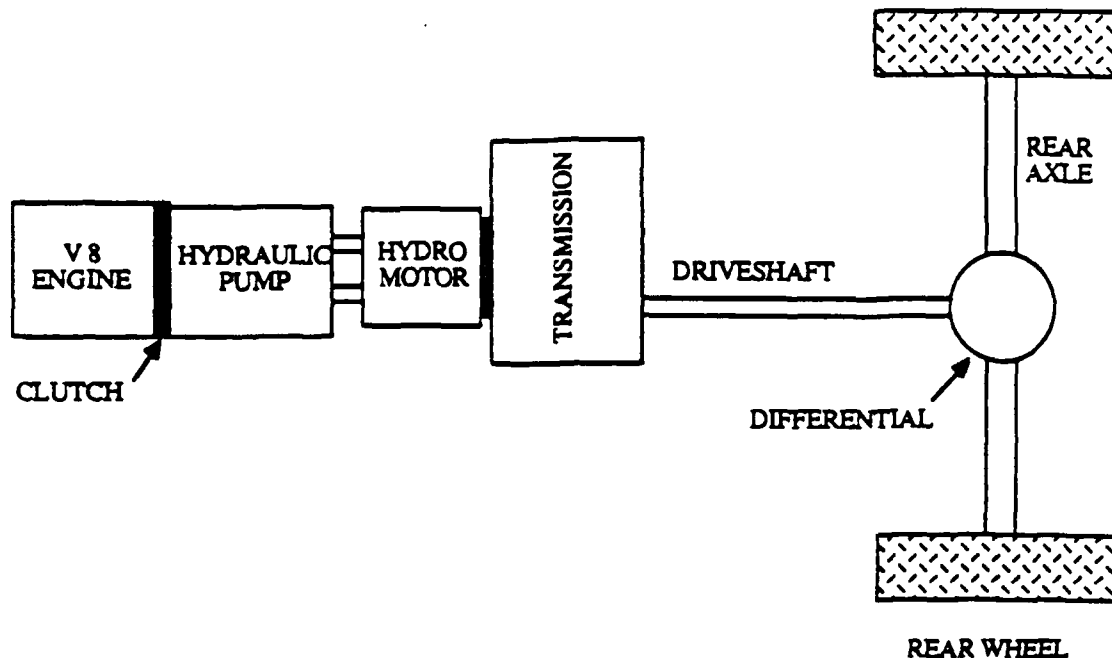 V 8
ENGINE
HYDRAULIC
PUMP
HYDRO
MOTOR
TRANSMISSION
REAR
AXLE
DRIVESHAFT
CLUTCH
DIFFERENTIAL
REAR WHEEL